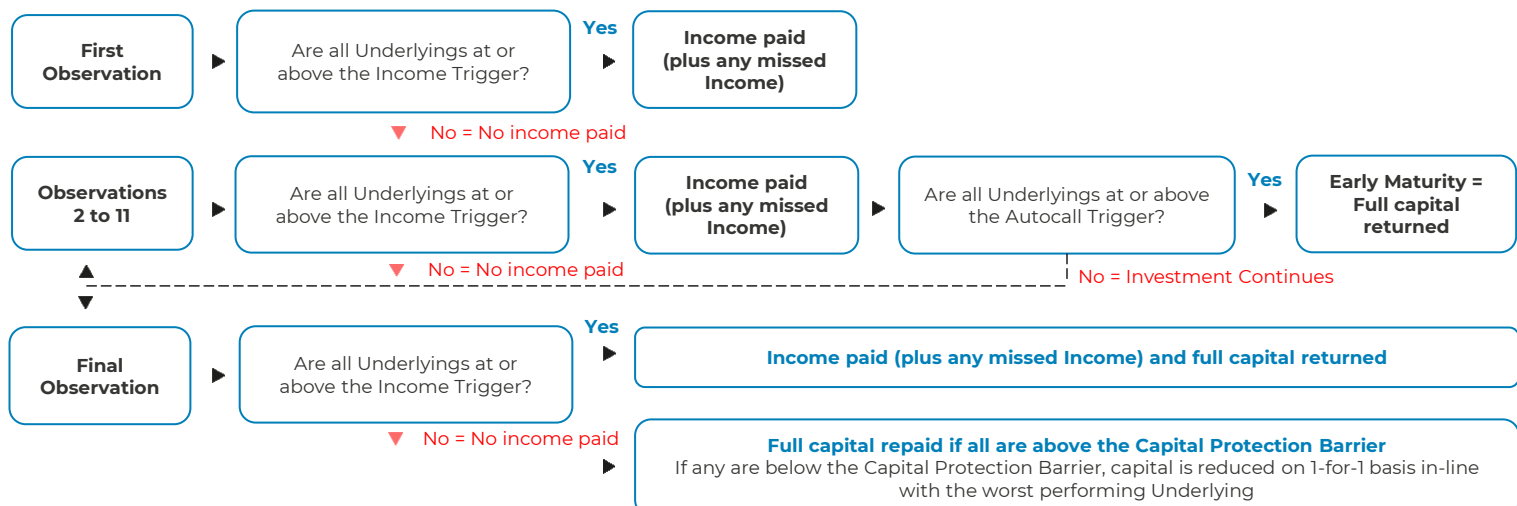 First
Observation
Are all Underlyings at or
above the Income Trigger?
Yes
Income paid
(plus any missed
Income)
No = No income paid
Observations
2 to 11
Are all Underlyings at or
above the Income Trigger?
Yes
Income paid
(plus any missed
Income)
Are all Underlyings at or above
the Autocall Trigger?
Yes
Early Maturity =
Full capital
returned
No = No income paid
No = Investment Continues
Final
Observation
Are all Underlyings at or
above the Income Trigger?
Yes
Income paid (plus any missed Income) and full capital returned
No = No income paid
Full capital repaid if all are above the Capital Protection Barrier
If any are below the Capital Protection Barrier, capital is reduced on 1-for-1 basis in-line
with the worst performing Underlying